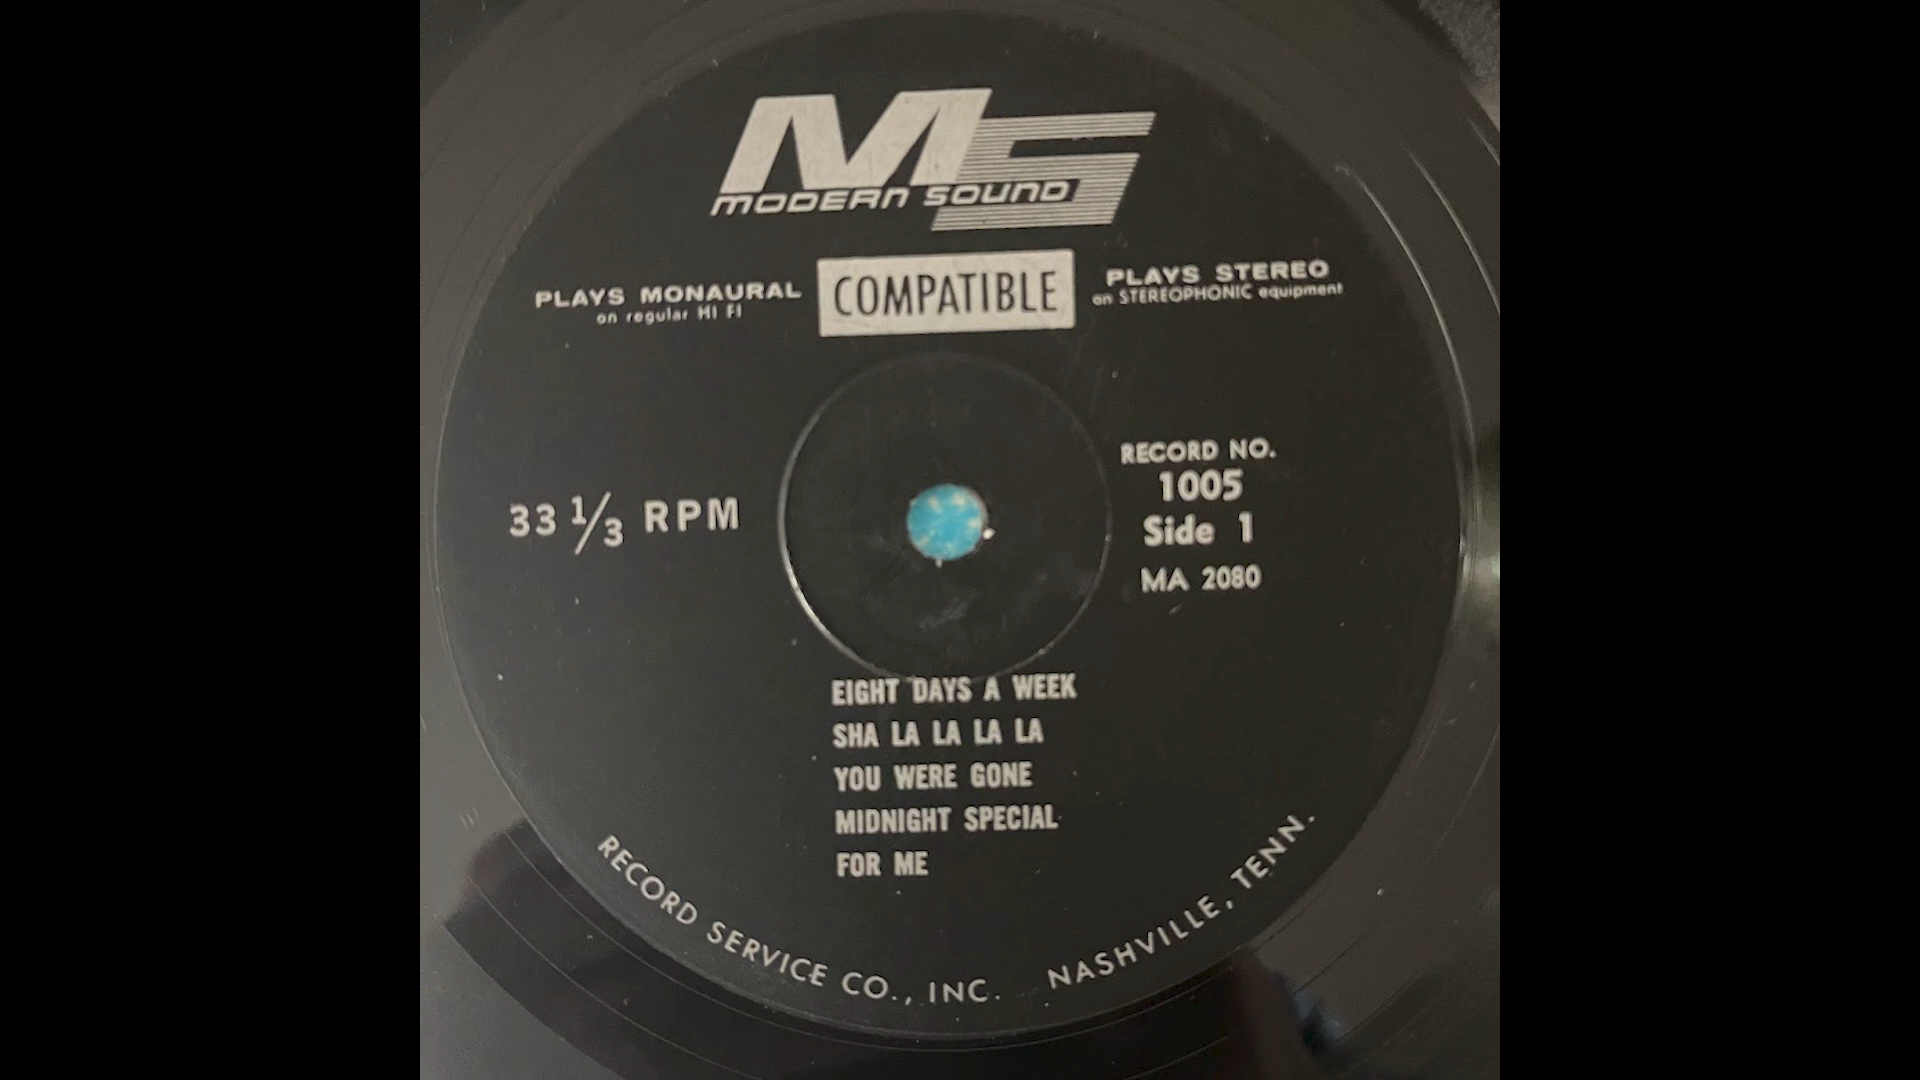 MS
MODERN SOUND
PLAYS MONAURAL
on regular HI FI
COMPATIBLE
PLAYS STEREO
on STEREOPHONIC equipment
33 1/3 RPM
RECORD NO.
1005
Side 1
MA 2080
EIGHT DAYS A WEEK
SHA LA LA LA LA
YOU WERE GONE
MIDNIGHT SPECIAL
FOR ME
RECORD SERVICE CO., INC. NASHVILLE, TENN.